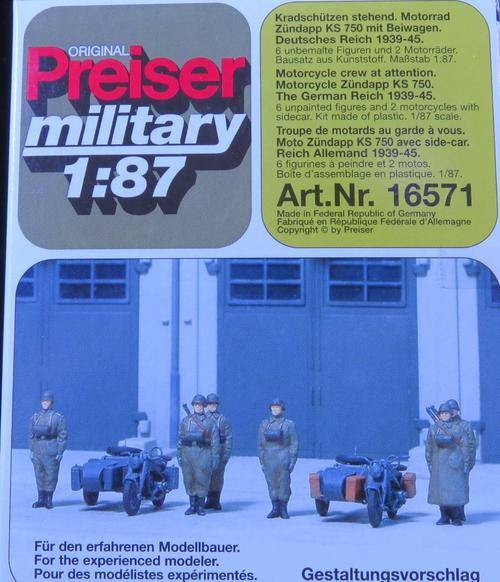 ORIGINAL
Preiser
military
1:87
Kradschützen stehend. Motorrad
Zündapp KS 750 mit Beiwagen.
Deutsches Reich 1939-45.
6 unbemalte Figuren und 2 Motorräder.
Bausatz aus Kunststoff. Maßstab 1:87.
Motorcycle crew at attention.
Motorcycle Zündapp KS 750.
The German Reich 1939-45.
6 unpainted figures and 2 motorcycles with
sidecar. Kit made of plastic. 1/87 scale.
Troupe de motards au garde à vous.
Moto Zündapp KS 750 avec side-car.
Reich Allemand 1939-45.
6 figurines à peindre et 2 motos.
Boîte d'assemblage en plastique. 1/87.
Art.Nr. 16571
Made in Federal Republic of Germany
Fabriqué en République Fédérale d'Allemagne
Copyright © by Preiser
Für den erfahrenen Modellbauer.
For the experienced modeler.
Pour des modélistes expérimentés.
Gestaltungsvorschlag